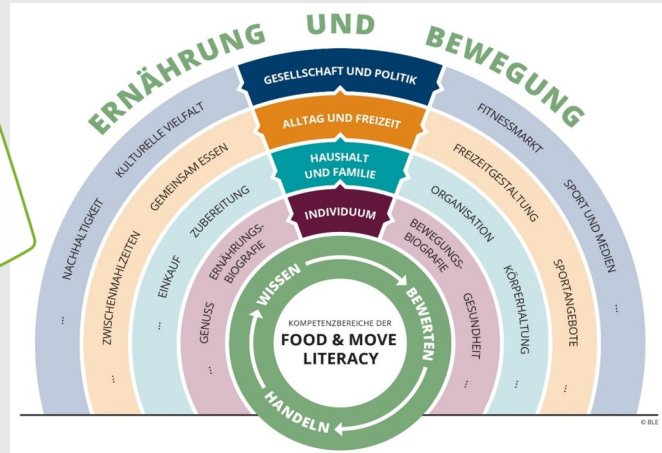 ERNÄHRUNG UND BEWEGUNG
GESELLSCHAFT UND POLITIK
ALLTAG UND FREIZEIT
HAUSHALT
UND FAMILIE
INDIVIDUUM
NACHHALTIGKEIT
KULTURELLE VIELFALT
...
ZWISCHENMAHLZEITEN
GEMEINSAM ESSEN
...
EINKAUF
ZUBEREITUNG
...
GENUSS
ERNÄHRUNGS-
BIOGRAFIE
...
FITNESSMARKT
SPORT UND MEDIEN
...
FREIZEITGESTALTUNG
SPORTANGEBOTE
...
ORGANISATION
KÖRPERHALTUNG
...
BEWEGUNGS-
BIOGRAFIE
GESUNDHEIT
...
WISSEN
BEWERTEN
HANDELN
KOMPETENZBEREICHE DER
FOOD & MOVE
LITERACY
© BLE